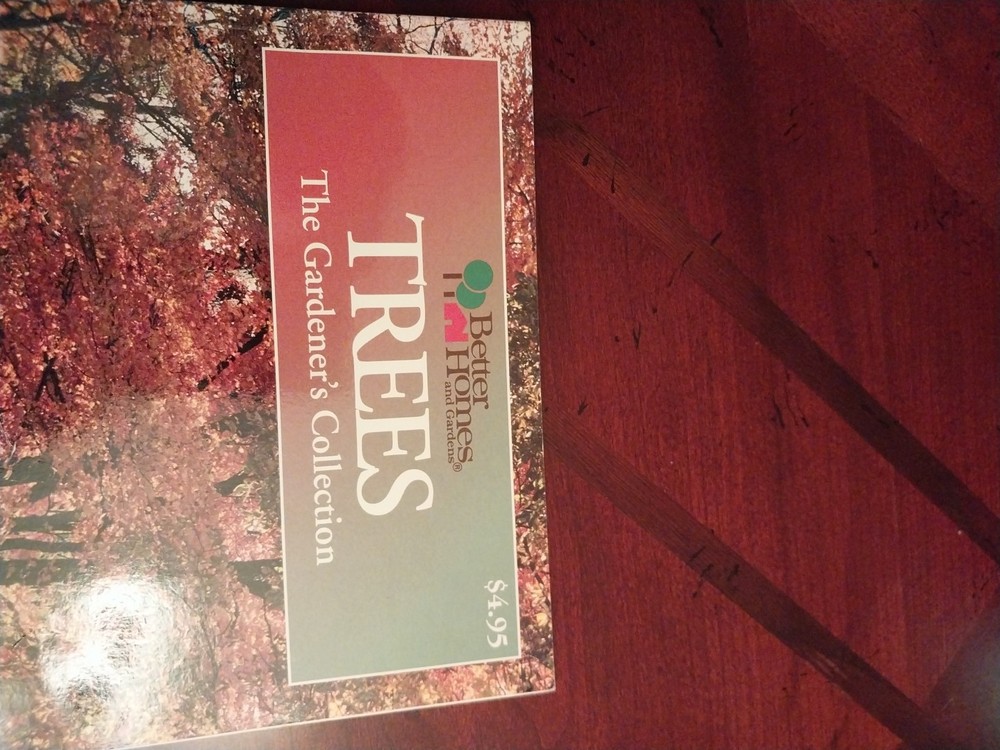 $4.95
Better
Homes
and Gardens®
TREES
The Gardener's Collection